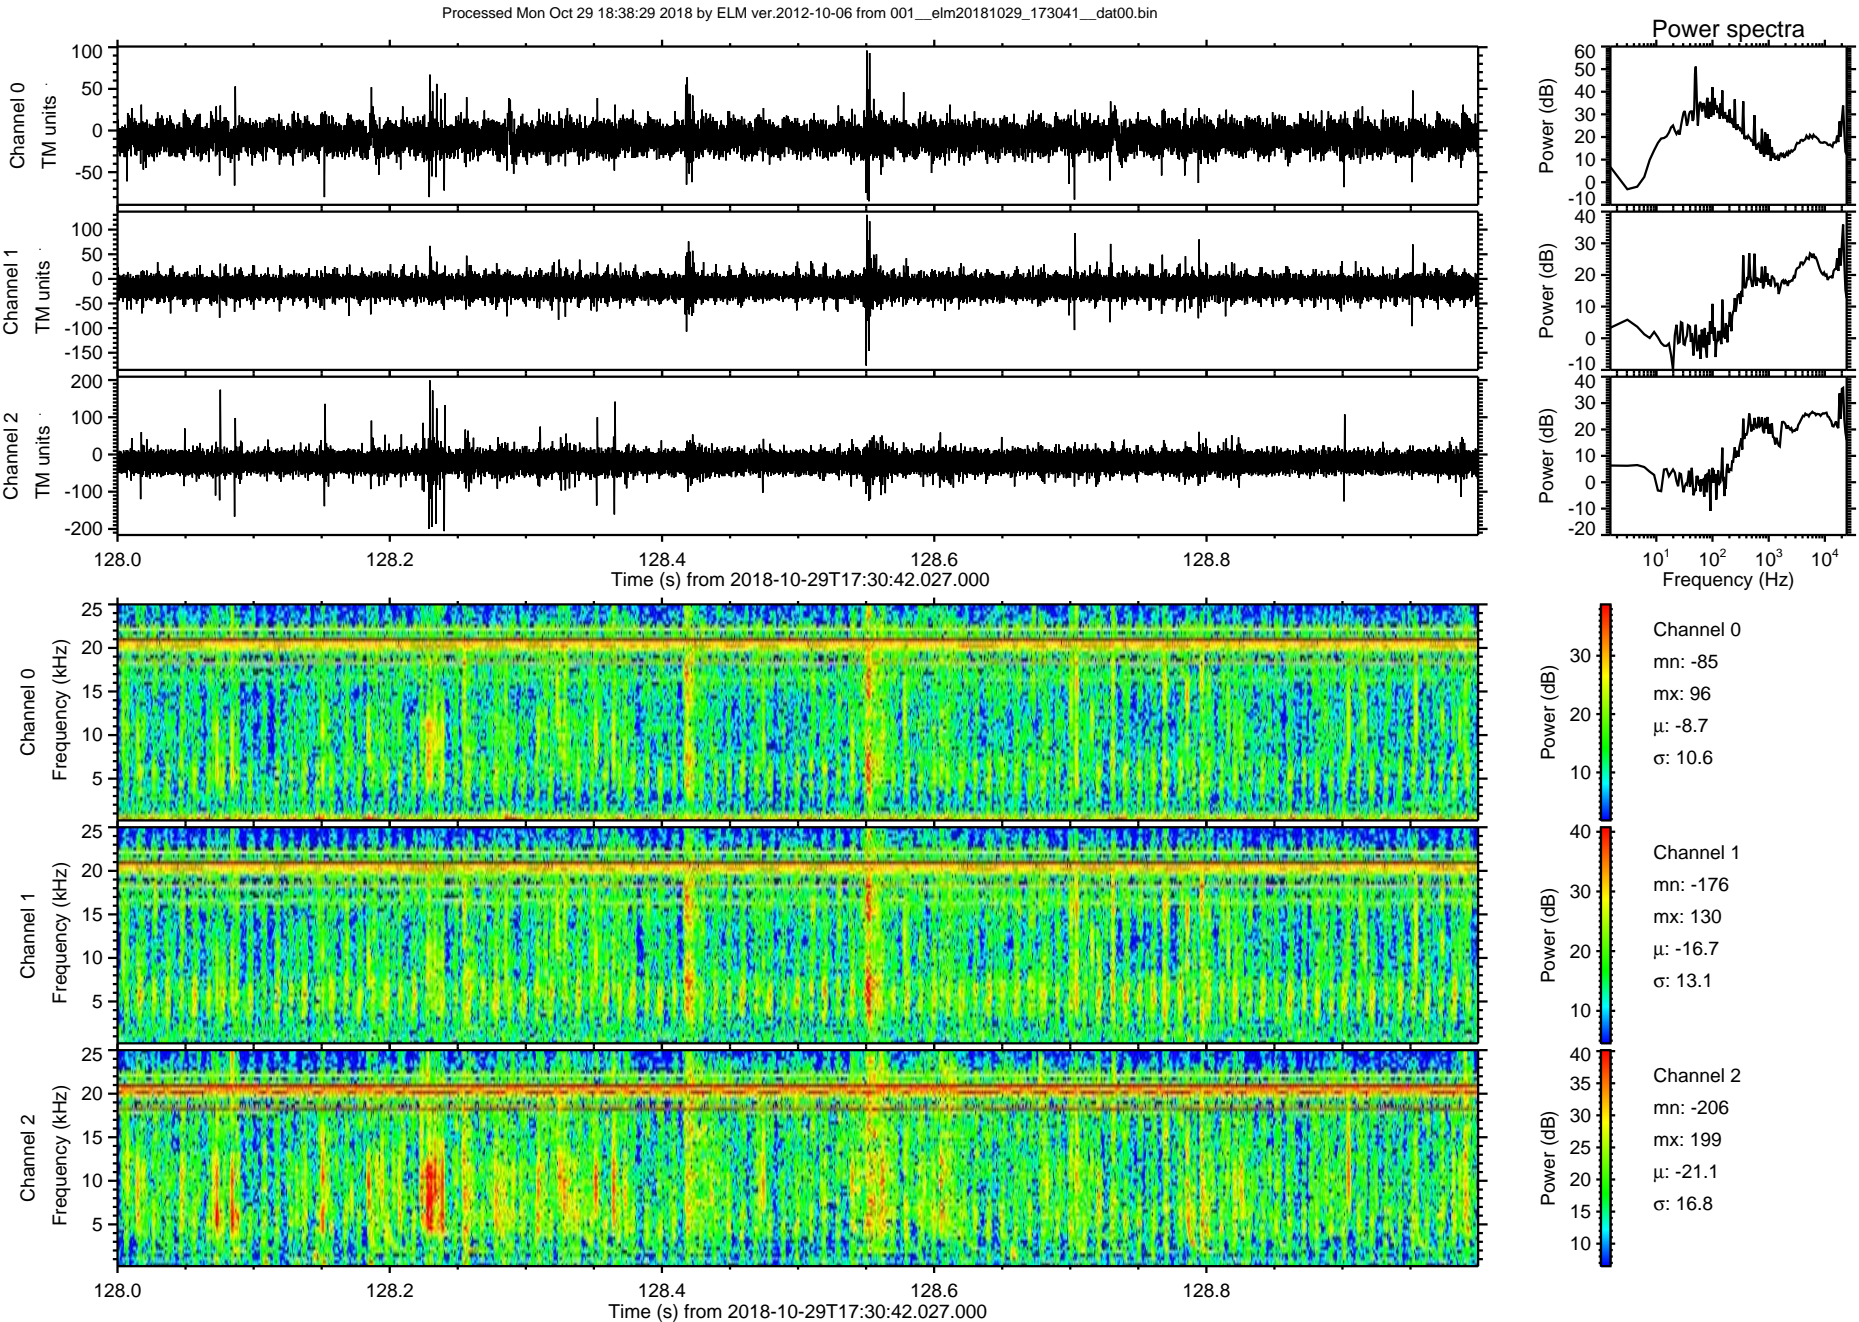 Processed Mon Oct 29 18:38:29 2018 by ELM ver.2012-10-06 from 001__elm20181029_173041__dat00.bin
Power spectra
Channel 0
TM units
100
50
0
-50
Power (dB)
60
50
40
30
20
10
0
-10
Channel 1
TM units
100
50
0
-50
-100
-150
Power (dB)
40
30
20
10
0
-10
Channel 2
TM units
200
100
0
-100
-200
Power (dB)
40
30
20
10
0
-10
-20
128.0 128.2 128.4 128.6 128.8
Time (s) from 2018-10-29T17:30:42.027.000
10¹ 10² 10³ 10⁴
Frequency (Hz)
Channel 0
Frequency (kHz)
25
20
15
10
5
Power (dB)
30
20
10
Channel 0
mn: -85
mx: 96
μ: -8.7
σ: 10.6
Channel 1
Frequency (kHz)
25
20
15
10
5
Power (dB)
40
30
20
10
Channel 1
mn: -176
mx: 130
μ: -16.7
σ: 13.1
Channel 2
Frequency (kHz)
25
20
15
10
5
Power (dB)
40
35
30
25
20
15
10
Channel 2
mn: -206
mx: 199
μ: -21.1
σ: 16.8
128.0 128.2 128.4 128.6 128.8
Time (s) from 2018-10-29T17:30:42.027.000